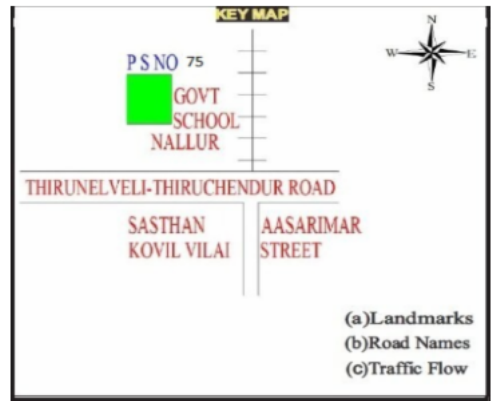 KEY MAP
N
W E
S
P S NO 75
GOVT
SCHOOL
NALLUR
THIRUNELVELI-THIRUCHENDUR ROAD
SASTHAN
KOVIL VILAI
AASARIMAR
STREET
(a)Landmarks
(b)Road Names
(c)Traffic Flow